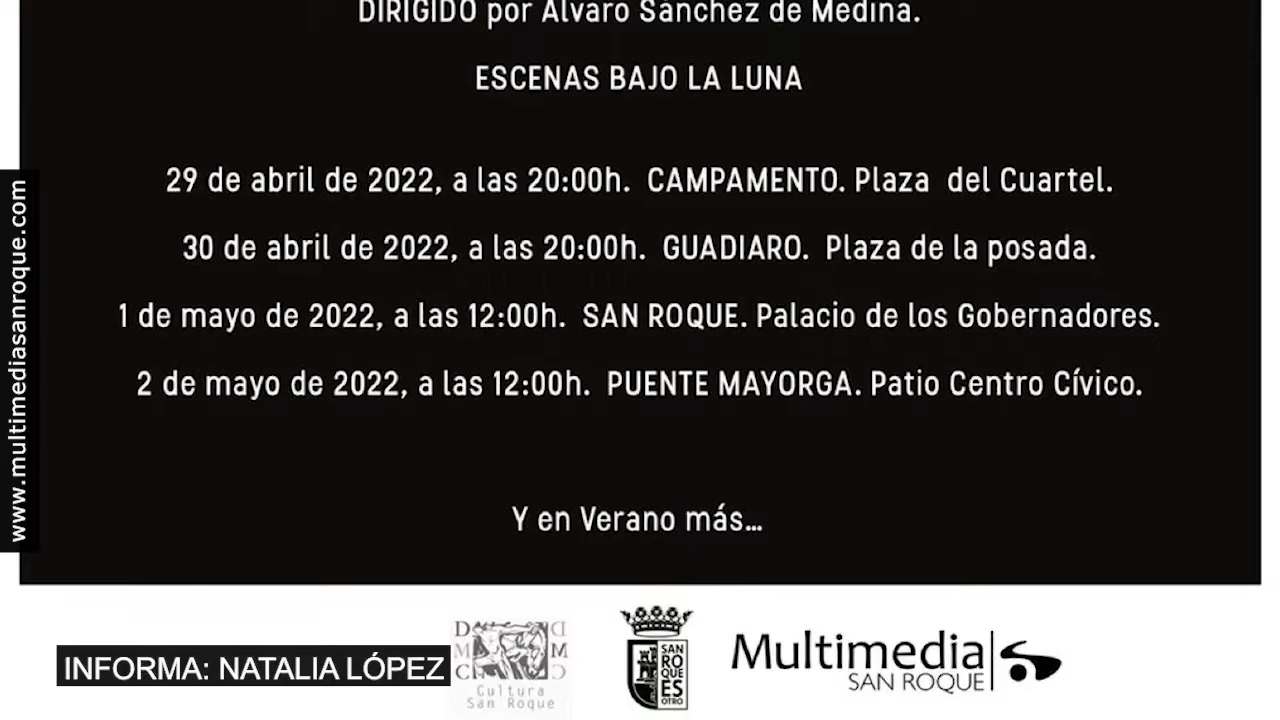 DIRIGIDO por Álvaro Sánchez de Medina.
ESCENAS BAJO LA LUNA
29 de abril de 2022, a las 20:00h. CAMPAMENTO. Plaza del Cuartel.
30 de abril de 2022, a las 20:00h. GUADIARO. Plaza de la posada.
1 de mayo de 2022, a las 12:00h. SAN ROQUE. Palacio de los Gobernadores.
2 de mayo de 2022, a las 12:00h. PUENTE MAYORGA. Patio Centro Cívico.
Y en Verano más...
www.multimediasanroque.com
INFORMA: NATALIA LÓPEZ
D D
M M
C C
Cultura
San Roque
SAN
RO
QUE
ES
OTRO
Multimedia
SAN ROQUE